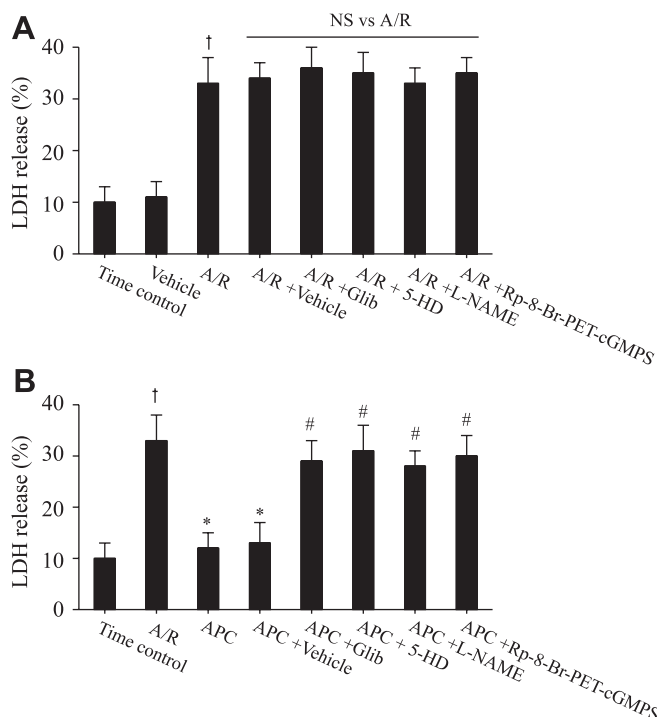 A
NS vs A/R
LDH release (%)
40
30
20
10
0
†
Time control
Vehicle
A/R
A/R +Vehicle
A/R +Glib
A/R + 5-HD
A/R +L-NAME
A/R +Rp-8-Br-PET-cGMPS
B
LDH release (%)
40
30
20
10
0
†
*
*
#
#
#
#
Time control
A/R
APC
APC +Vehicle
APC +Glib
APC + 5-HD
APC +L-NAME
APC +Rp-8-Br-PET-cGMPS